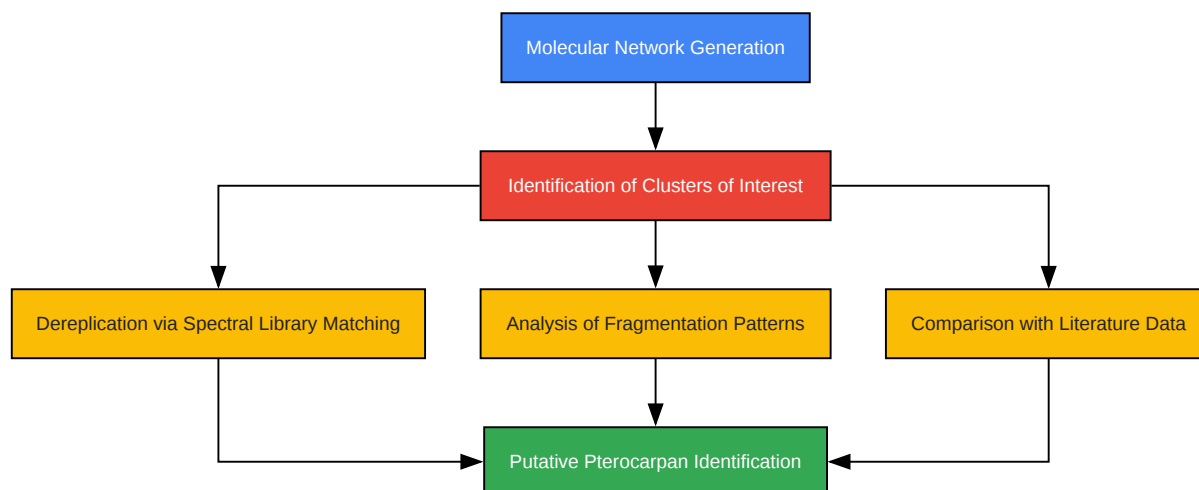 Molecular Network Generation
Identification of Clusters of Interest
Dereplication via Spectral Library Matching
Analysis of Fragmentation Patterns
Comparison with Literature Data
Putative Pterocarpan Identification